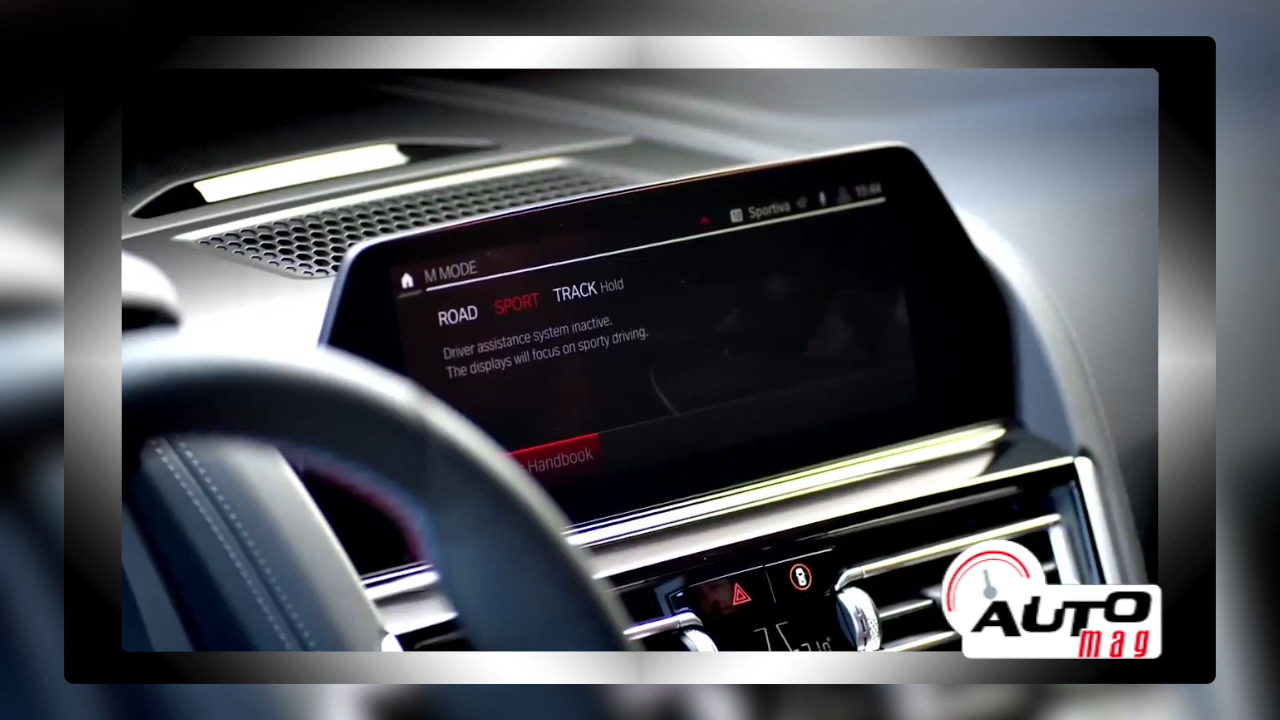 Sportiva
M MODE
ROAD SPORT TRACK Hold
Driver assistance system inactive.
The displays will focus on sporty driving.
Handbook
AUTO
mag